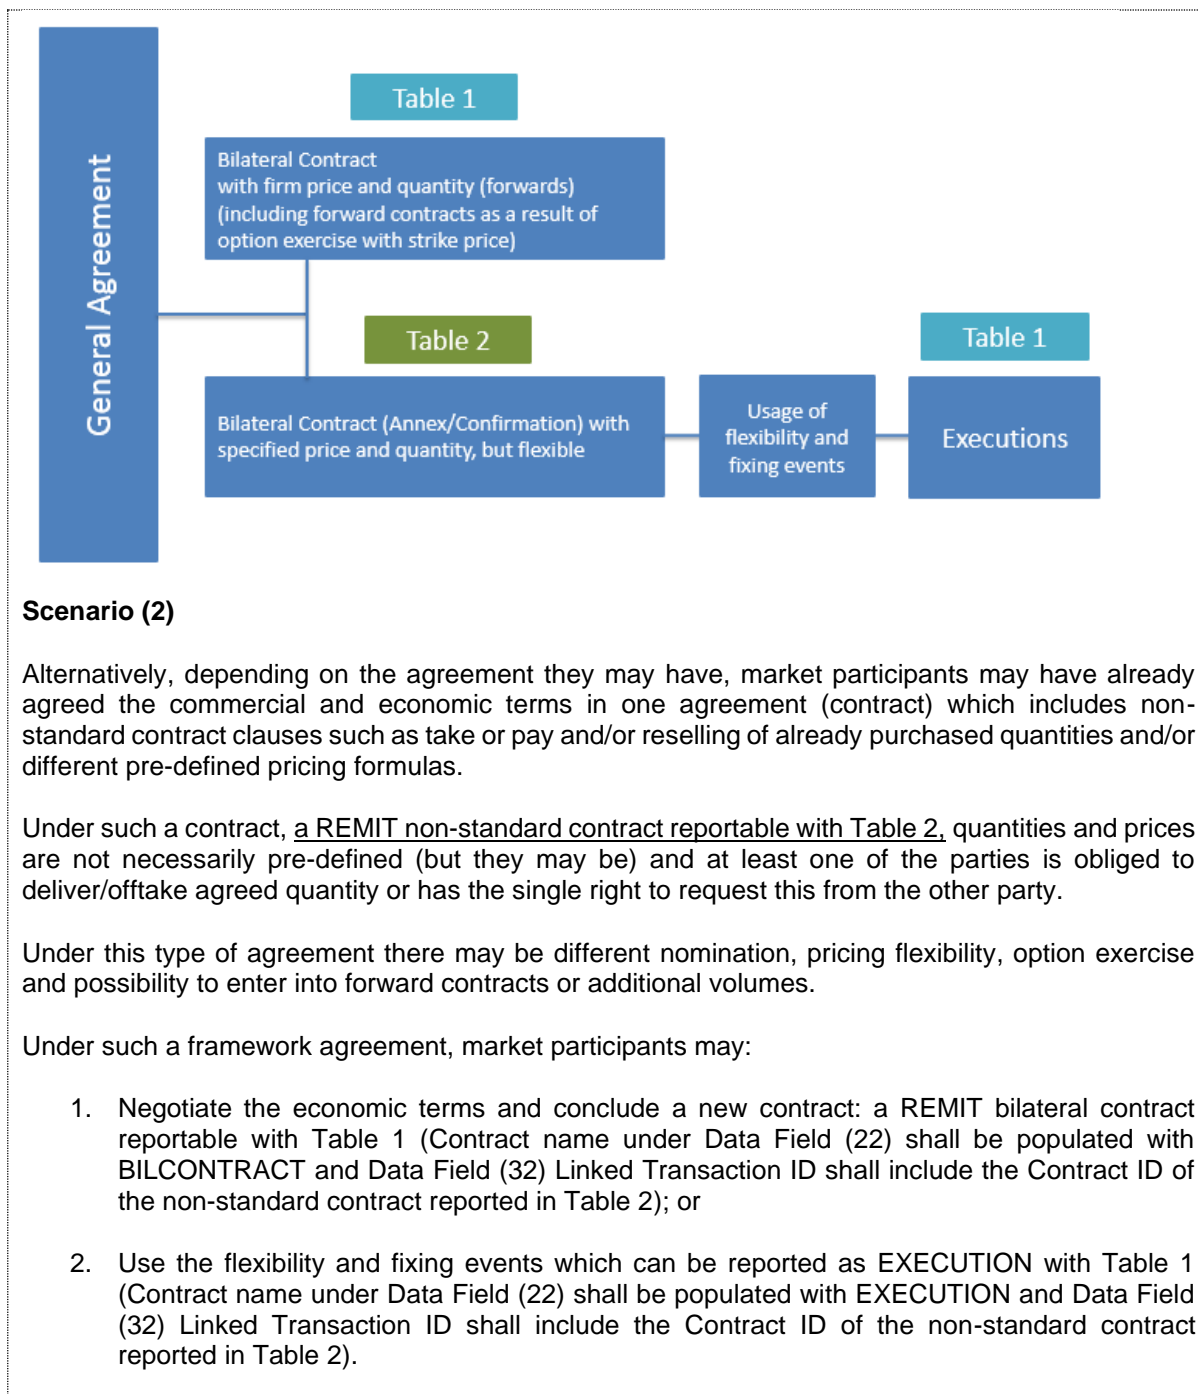 General Agreement
Table 1
Bilateral Contract
with firm price and quantity (forwards)
(including forward contracts as a result of
option exercise with strike price)
Table 2
Bilateral Contract (Annex/Confirmation) with
specified price and quantity, but flexible
Usage of
flexibility and
fixing events
Table 1
Executions
Scenario (2)
Alternatively, depending on the agreement they may have, market participants may have already
agreed the commercial and economic terms in one agreement (contract) which includes non-
standard contract clauses such as take or pay and/or reselling of already purchased quantities and/or
different pre-defined pricing formulas.
Under such a contract, a REMIT non-standard contract reportable with Table 2, quantities and prices
are not necessarily pre-defined (but they may be) and at least one of the parties is obliged to
deliver/offtake agreed quantity or has the single right to request this from the other party.
Under this type of agreement there may be different nomination, pricing flexibility, option exercise
and possibility to enter into forward contracts or additional volumes.
Under such a framework agreement, market participants may:
1. Negotiate the economic terms and conclude a new contract: a REMIT bilateral contract
reportable with Table 1 (Contract name under Data Field (22) shall be populated with
BILCONTRACT and Data Field (32) Linked Transaction ID shall include the Contract ID of
the non-standard contract reported in Table 2); or
2. Use the flexibility and fixing events which can be reported as EXECUTION with Table 1
(Contract name under Data Field (22) shall be populated with EXECUTION and Data Field
(32) Linked Transaction ID shall include the Contract ID of the non-standard contract
reported in Table 2).